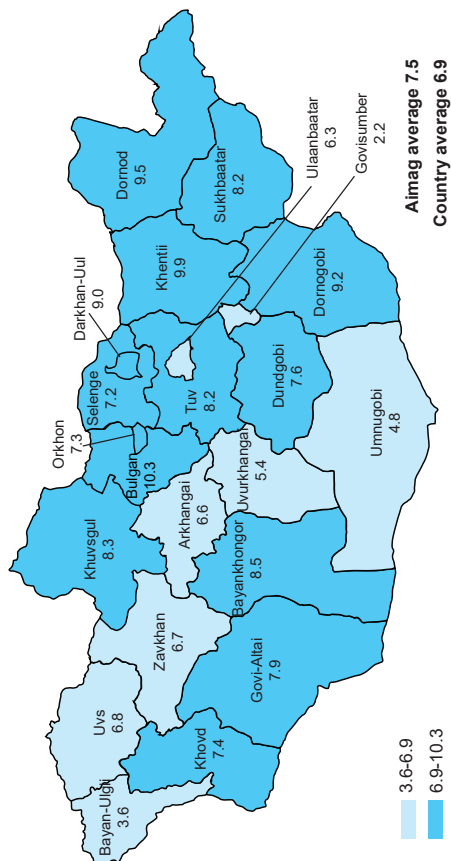 Bayan-Ulgii
3.6
Uvs
6.8
Khovd
7.4
Zavkhan
6.7
Govi-Altai
7.9
Khuvsgul
8.3
Arkhangai
6.6
Bayankhongor
8.5
Orkhon
7.3
Bulgan
10.3
Uvurkhangai
5.4
Umnugobi
4.8
Darkhan-Uul
9.0
Selenge
7.2
Tuv
8.2
Dundgobi
7.6
Khentii
9.9
Dornogobi
9.2
Dornod
9.5
Sukhbaatar
8.2
Ulaanbaatar
6.3
Govisumber
2.2
3.6-6.9
6.9-10.3
Aimag average 7.5
Country average 6.9